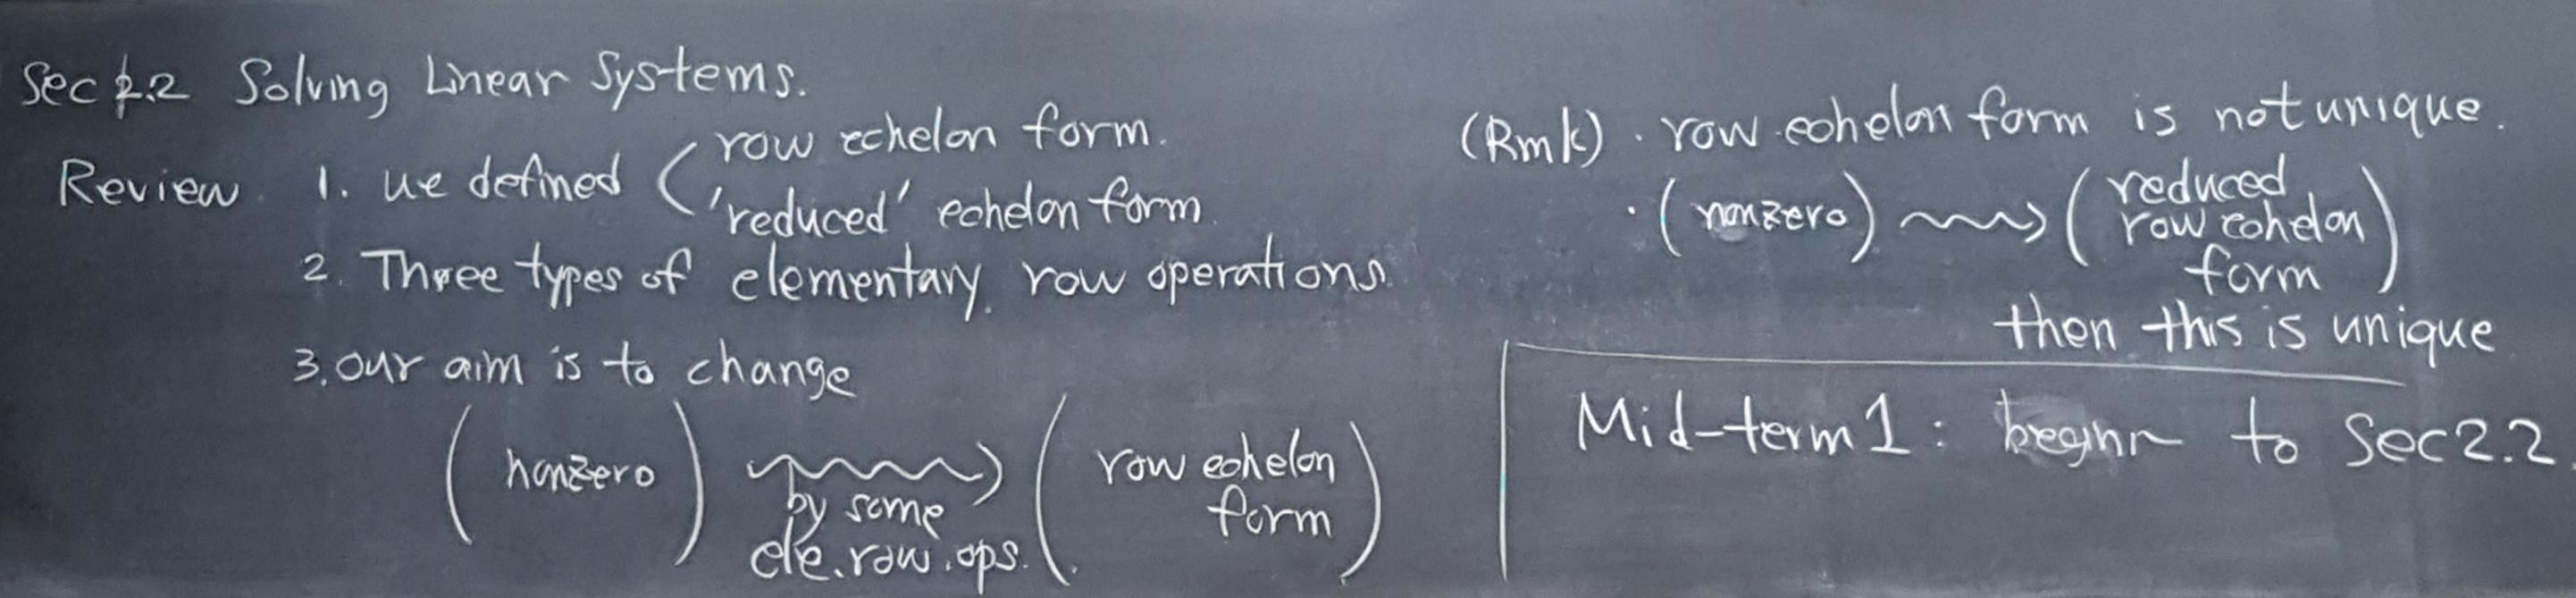 Sec 2.2 Solving Linear Systems.
Review 1. we defined ( row echelon form.
'reduced' echelon form.
2. Three types of elementary row operations.
3. our aim is to change
( nonzero ) ⟿ ( row echelon form )
by some
ele. row. ops.
(Rmk) · row echelon form is not unique.
· ( nonzero ) ⟿ ( reduced row echelon form )
then this is unique
Mid-term 1 : begin to Sec 2.2.